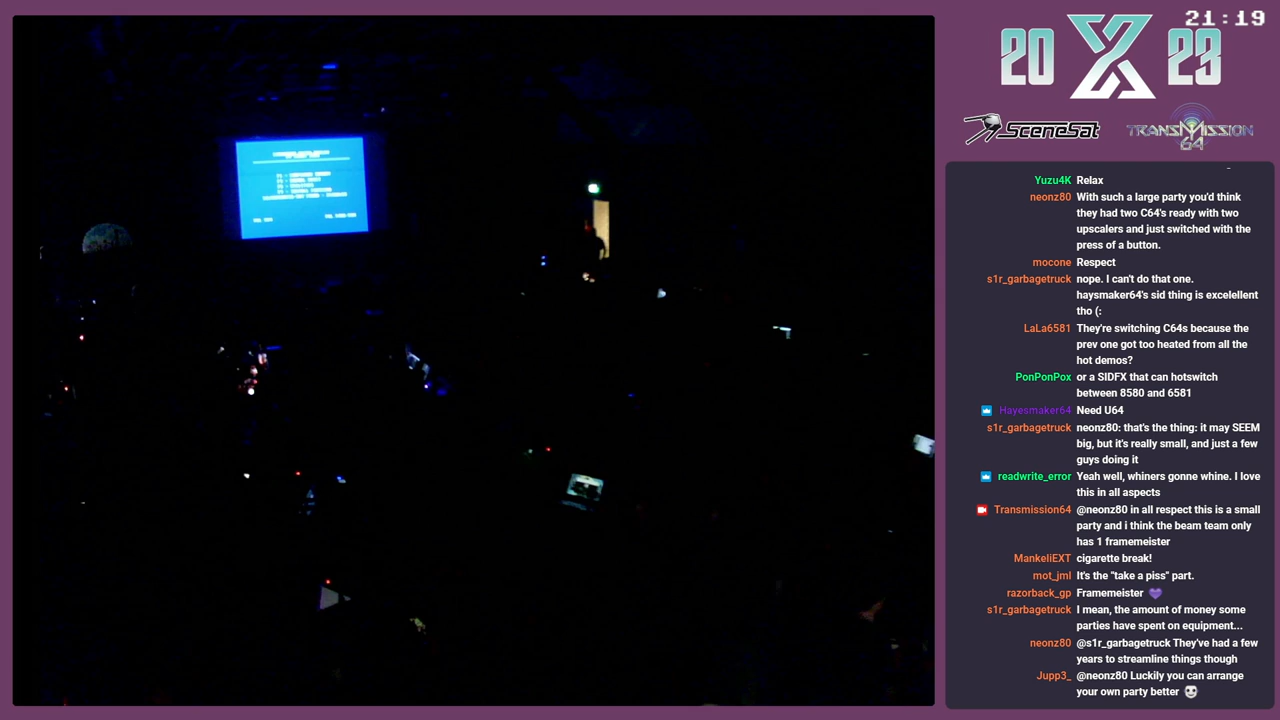 21:19
20 X 23
SceneSat
TRANSMISSION
64
Yuzu4K Relax
neonz80 With such a large party you'd think
they had two C64's ready with two
upscalers and just switched with the
press of a button.
mocone Respect
s1r_garbagetruck nope. I can't do that one.
haysmaker64's sid thing is excelellent
tho (:
LaLa6581 They're switching C64s because the
prev one got too heated from all the
hot demos?
PonPonPox or a SIDFX that can hotswitch
between 8580 and 6581
Hayesmaker64 Need U64
s1r_garbagetruck neonz80: that's the thing: it may SEEM
big, but it's really small, and just a few
guys doing it
readwrite_error Yeah well, whiners gonne whine. I love
this in all aspects
Transmission64 @neonz80 in all respect this is a small
party and i think the beam team only
has 1 framemeister
MankeliEXT cigarette break!
mot_jml It's the "take a piss" part.
razorback_gp Framemeister 💜
s1r_garbagetruck I mean, the amount of money some
parties have spent on equipment...
neonz80 @s1r_garbagetruck They've had a few
years to streamline things though
Jupp3_ @neonz80 Luckily you can arrange
your own party better